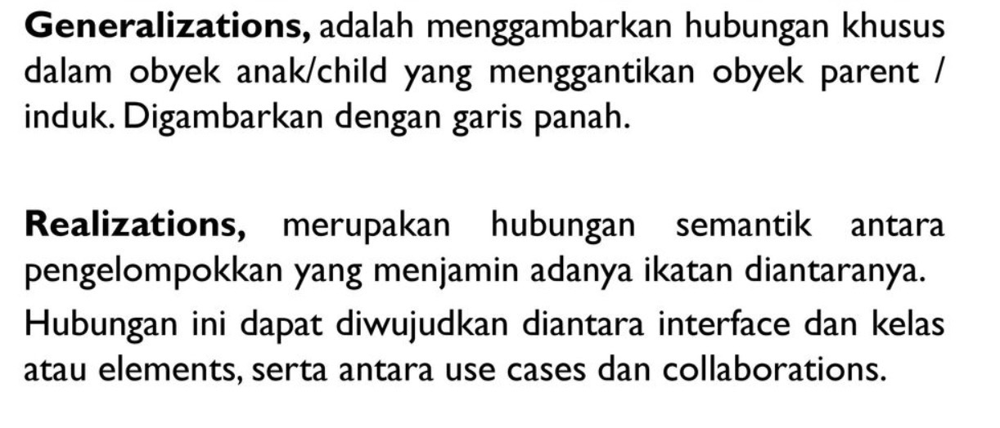 Generalizations, adalah menggambarkan hubungan khusus
dalam obyek anak/child yang menggantikan obyek parent /
induk. Digambarkan dengan garis panah.
Realizations, merupakan hubungan semantik antara
pengelompokkan yang menjamin adanya ikatan diantaranya.
Hubungan ini dapat diwujudkan diantara interface dan kelas
atau elements, serta antara use cases dan collaborations.